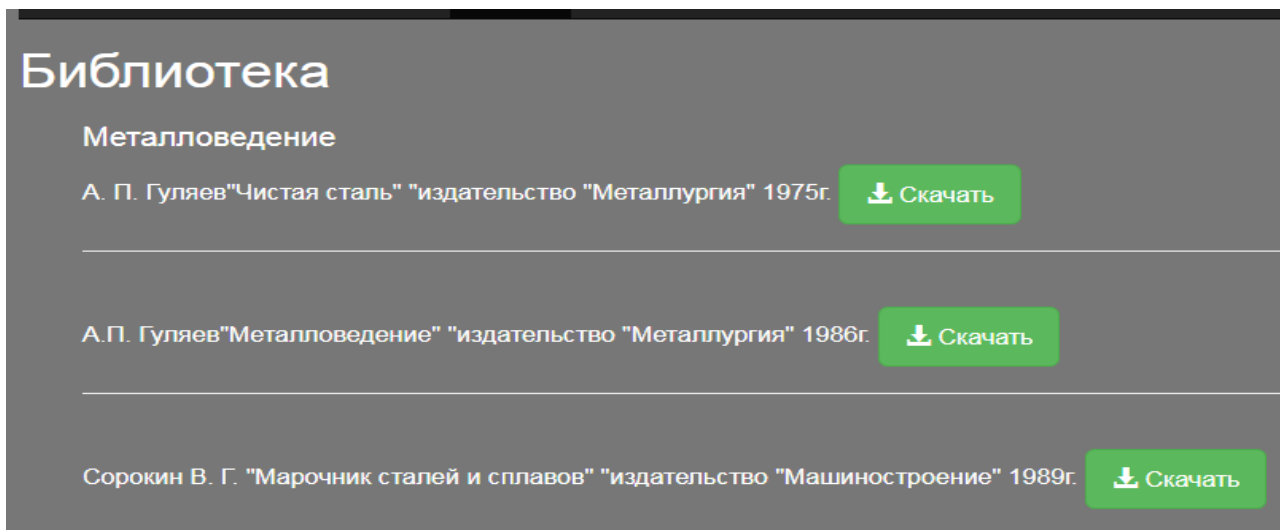 Библиотека
Металловедение
А. П. Гуляев"Чистая сталь" "издательство "Металлургия" 1975г. Скачать
А.П. Гуляев"Металловедение" "издательство "Металлургия" 1986г. Скачать
Сорокин В. Г. "Марочник сталей и сплавов" "издательство "Машиностроение" 1989г. Скачать